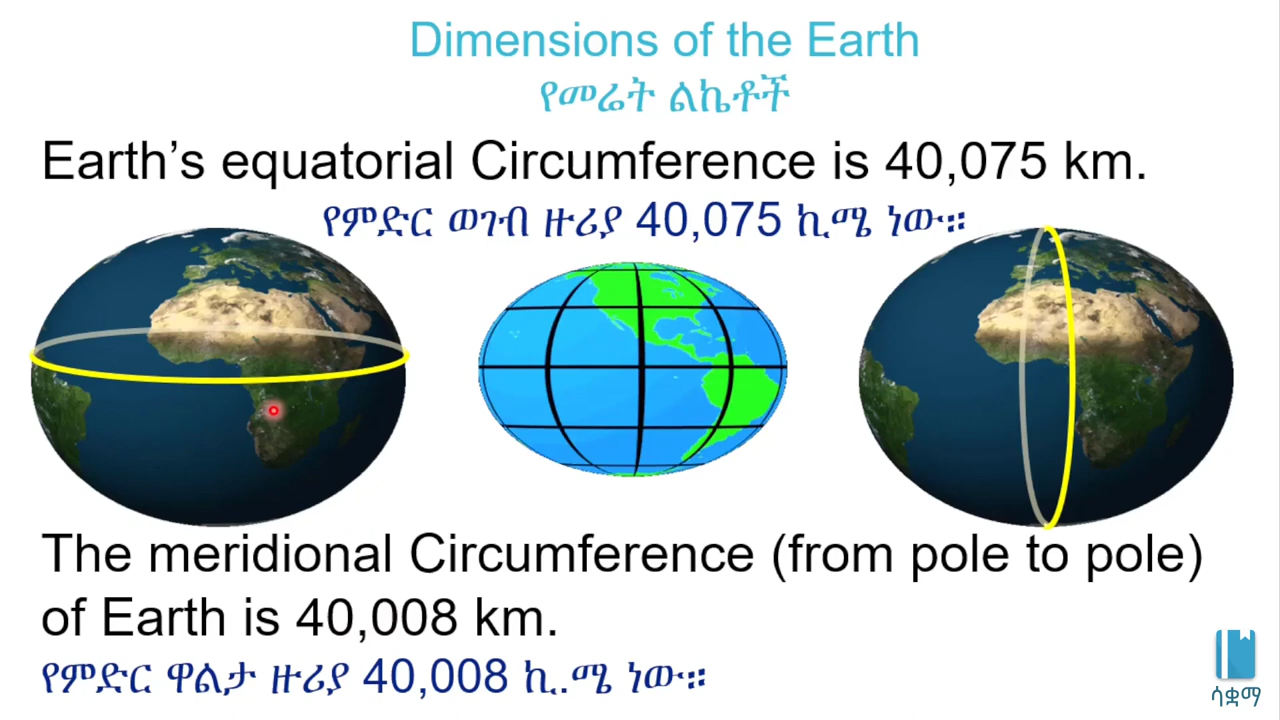 Dimensions of the Earth
የመሬት ልኬቶች
Earth’s equatorial Circumference is 40,075 km.
የምድር ወገብ ዙሪያ 40,075 ኪ.ሜ ነው።
The meridional Circumference (from pole to pole)
of Earth is 40,008 km.
የምድር ዋልታ ዙሪያ 40,008 ኪ..ሜ ነው።
ሳቋማ